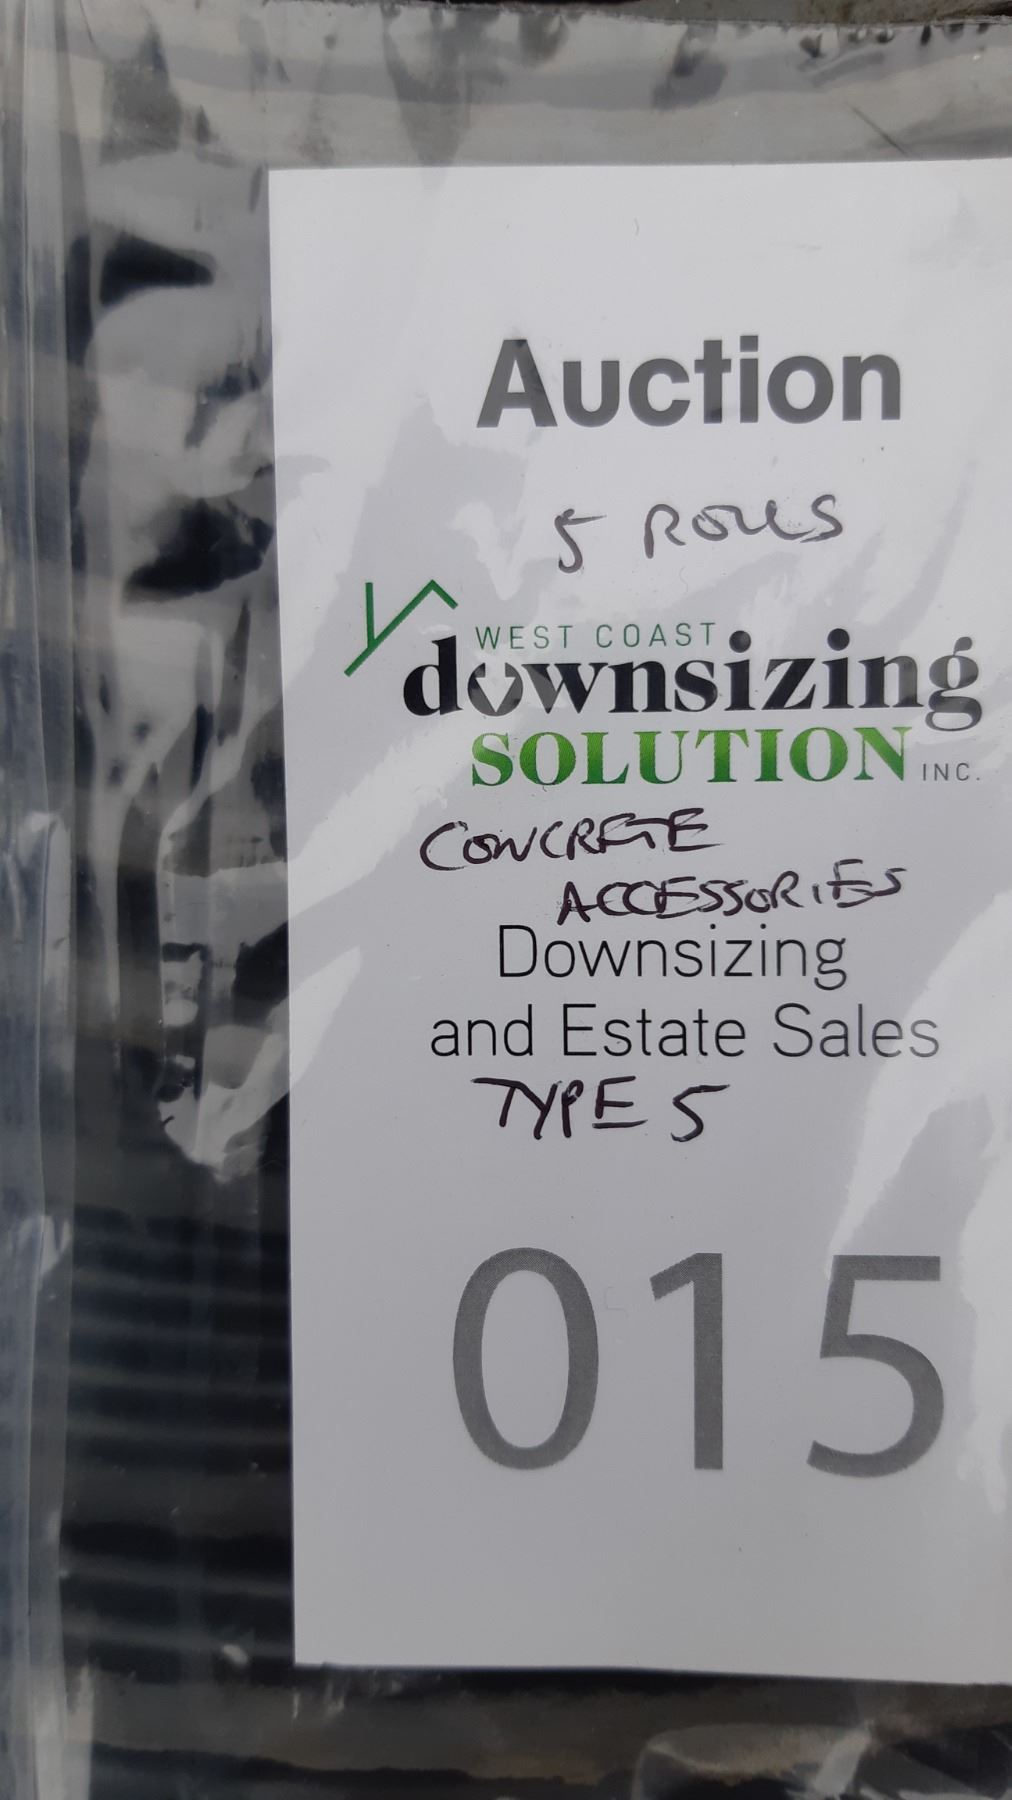 Auction
5 ROLLS
WEST COAST
downsizing
SOLUTION INC.
CONCRETE
ACCESSORIES
Downsizing
and Estate Sales
TYPE 5
015